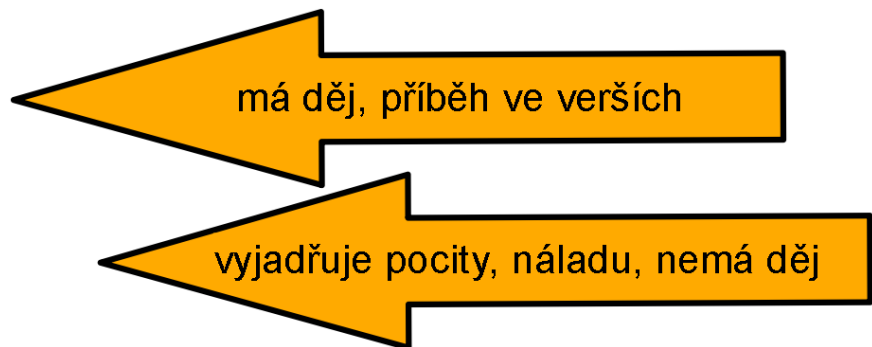 má děj, příběh ve verších
vyjadřuje pocity, náladu, nemá děj